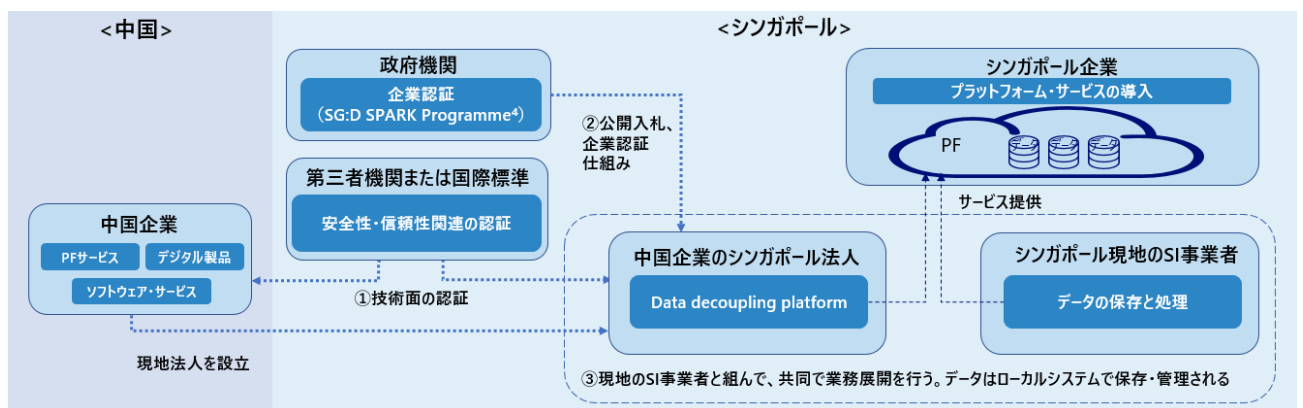 <中国>
<シンガポール>
政府機関
企業認証
(SG:D SPARK Programme⁴)
②公開入札、
企業認証
仕組み
シンガポール企業
プラットフォーム・サービスの導入
PF
データ
データ
データ
第三者機関または国際標準
安全性・信頼性関連の認証
サービス提供
中国企業
PFサービス
デジタル製品
ソフトウェア・サービス
①技術面の認証
中国企業のシンガポール法人
Data decoupling platform
シンガポール現地のSI事業者
データの保存と処理
現地法人を設立
③現地のSI事業者と組んで、共同で業務展開を行う。データはローカルシステムで保存・管理される